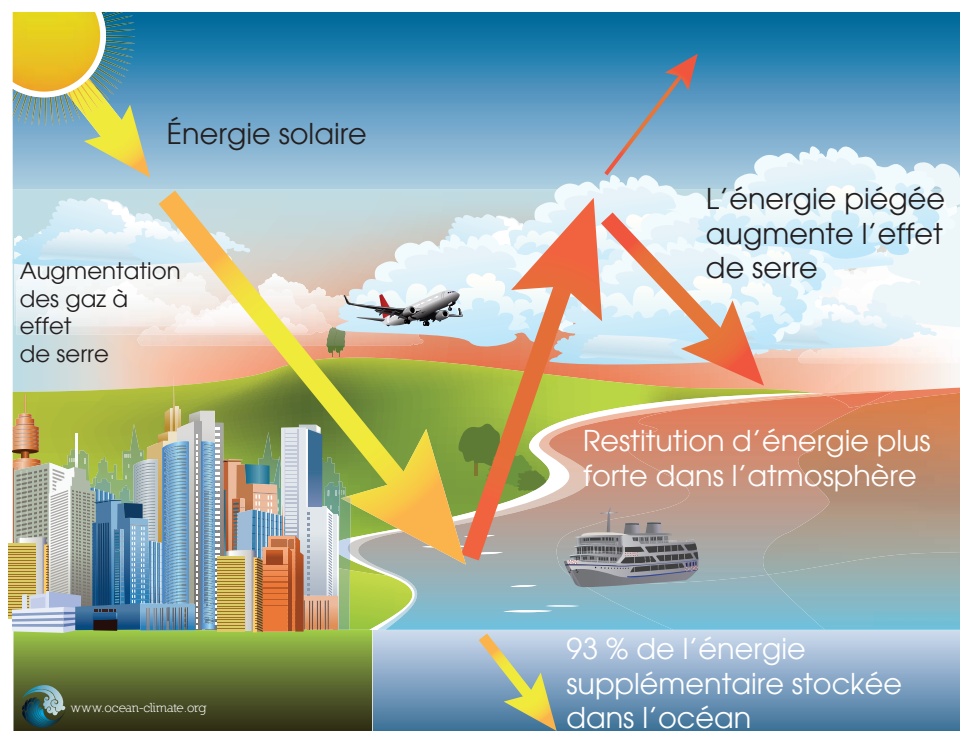 Énergie solaire
L'énergie piégée
augmente l'effet
de serre
Augmentation
des gaz à
effet
de serre
Restitution d'énergie plus
forte dans l'atmosphère
93 % de l'énergie
supplémentaire stockée
dans l'océan
www.ocean-climate.org